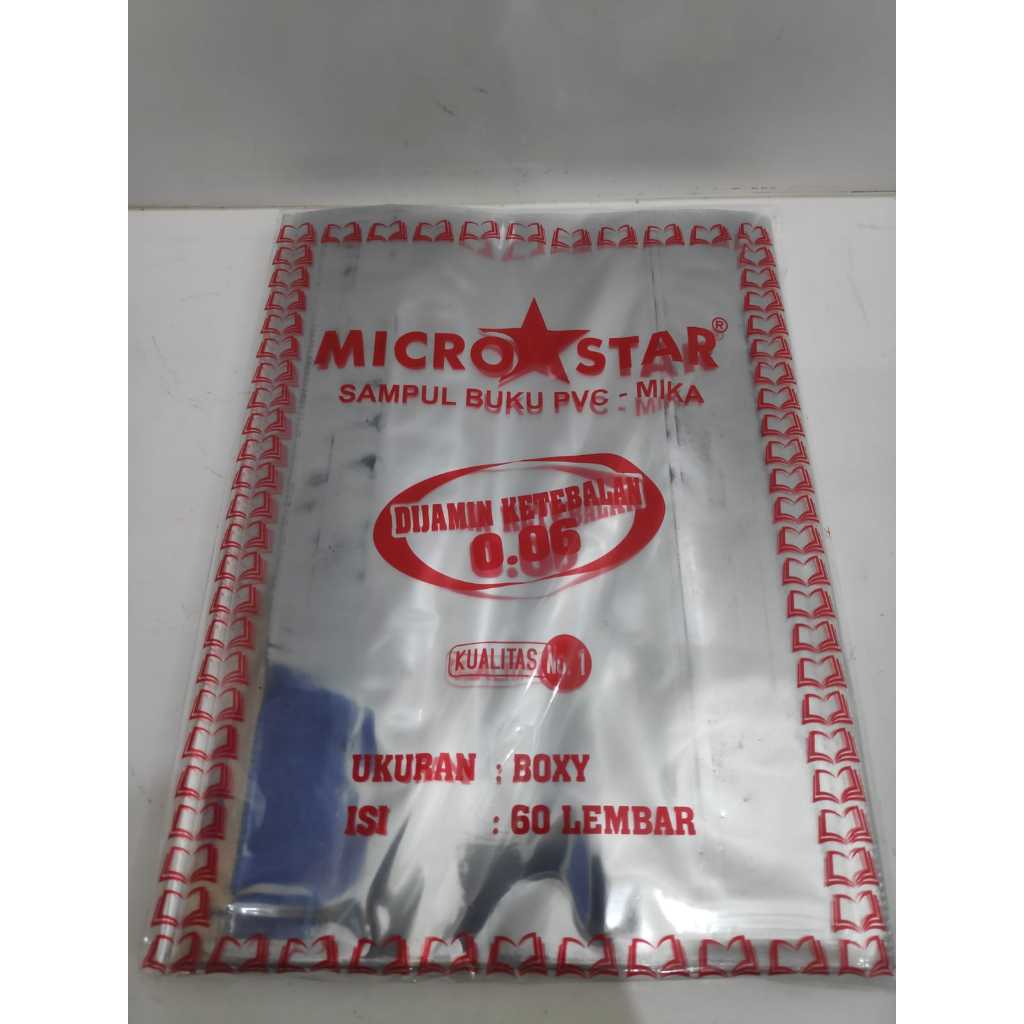 MICRO STAR ®
SAMPUL BUKU PVC - MIKA
DIJAMIN KETEBALAN
0.06
KUALITAS No. 1
UKURAN : BOXY
ISI : 60 LEMBAR